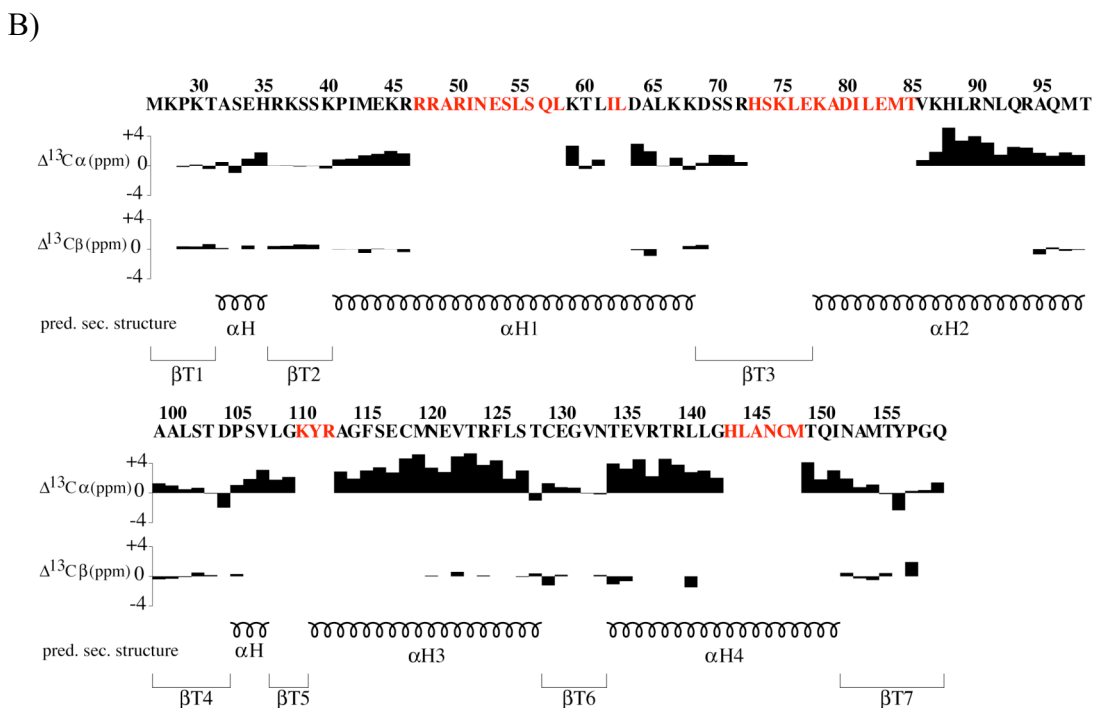 B)
30 35 40 45 50 55 60 65 70 75 80 85 90 95
MKPKTASEHRKSSKPIMEKRRRARINESLS QLKTLILDALKKDSSRHSKLEKADILEMTVKHLRNLQRAQMT
+4
Δ13Cα(ppm) 0
-4
+4
Δ13Cβ(ppm) 0
-4
pred. sec. structure αH αH1 αH2
βT1 βT2 βT3
100 105 110 115 120 125 130 135 140 145 150 155
AALSTDPSVLGKYRAGFSECMNEVTRFLSTCEGVNTEVRTRLLGHLANCMTQINAMTYPGQ
+4
Δ13Cα(ppm) 0
-4
+4
Δ13Cβ(ppm) 0
-4
pred. sec. structure αH αH3 αH4
βT4 βT5 βT6 βT7